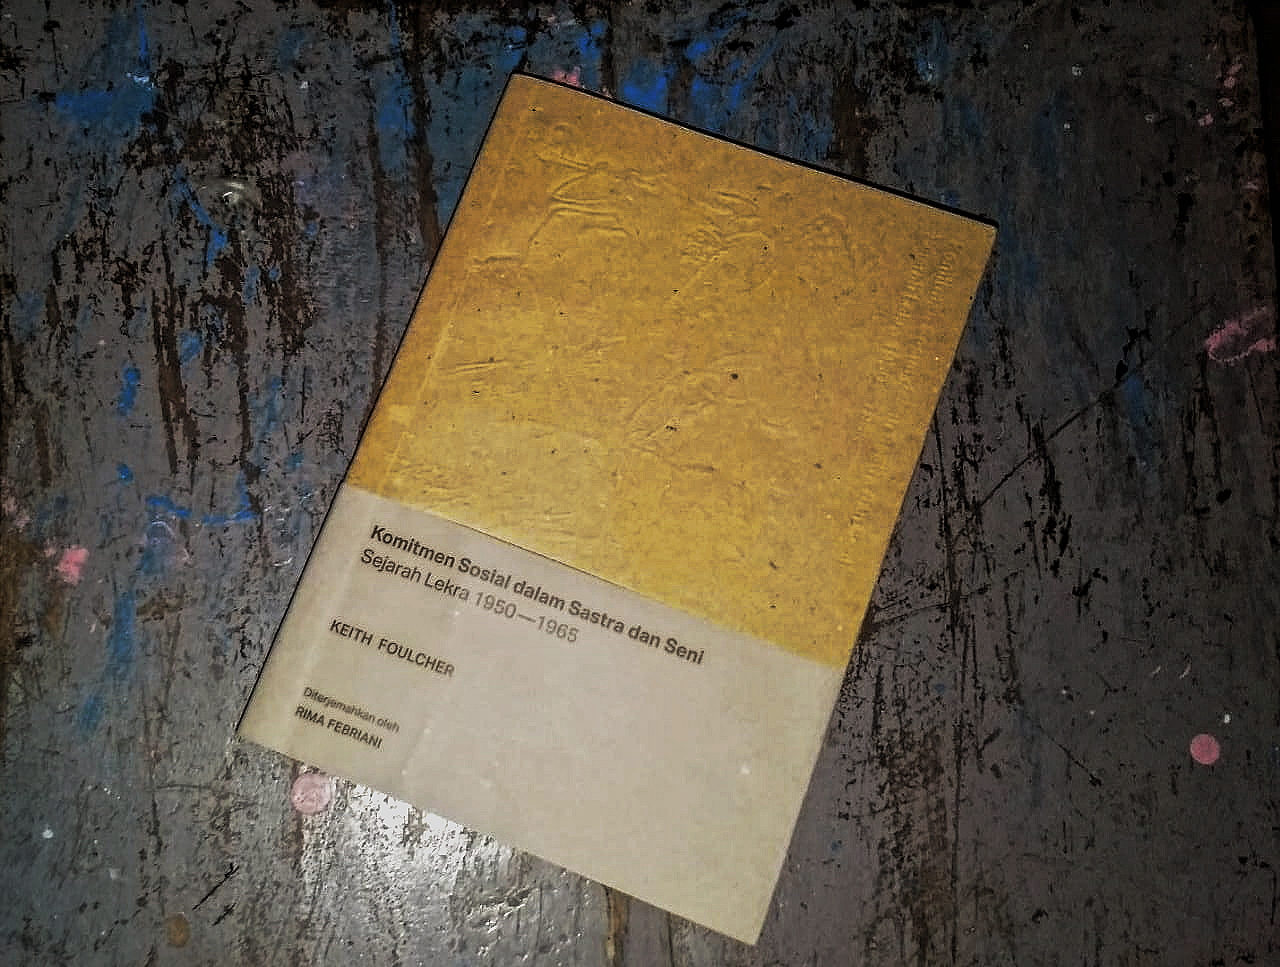 Komitmen Sosial dalam Sastra dan Seni
Sejarah Lekra 1950—1965
KEITH FOULCHER
Diterjemahkan oleh
RIMA FEBRIANI